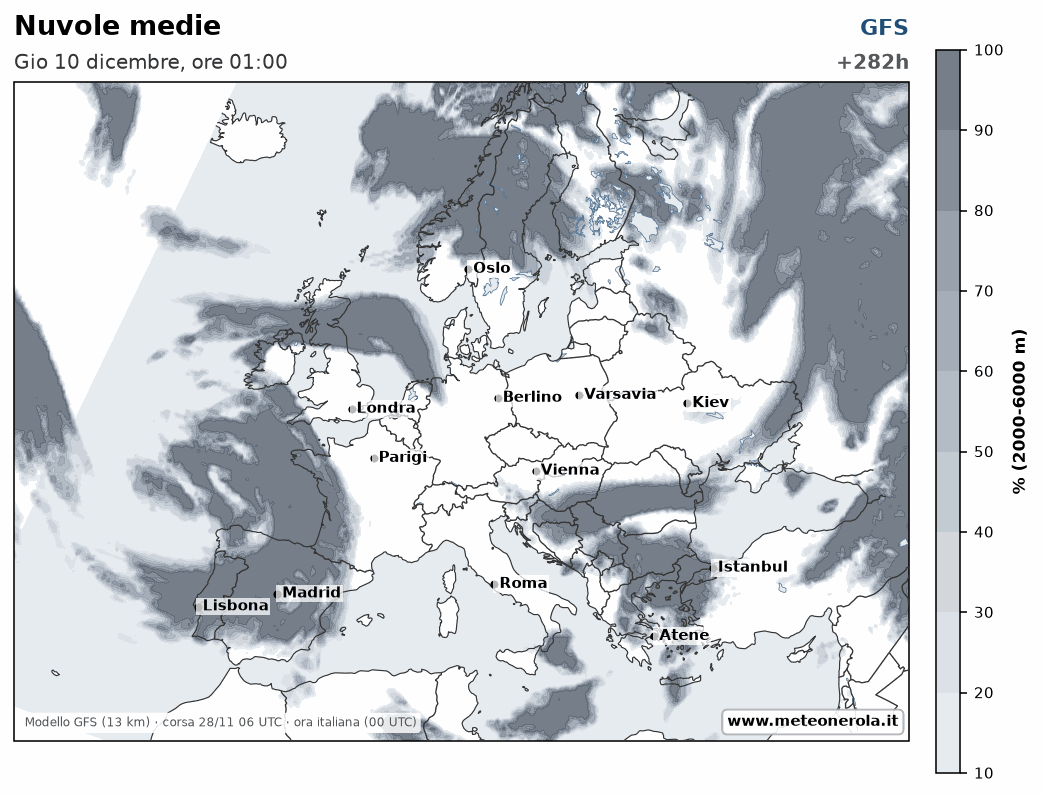 Nuvole medie
GFS
Gio 10 dicembre, ore 01:00
+282h
100
90
80
70
60
50
40
30
20
10
% (2000-6000 m)
Oslo
Londra
Berlino
Varsavia
Kiev
Parigi
Vienna
Istanbul
Roma
Madrid
Lisbona
Atene
Modello GFS (13 km) · corsa 28/11 06 UTC · ora italiana (00 UTC)
www.meteonerola.it